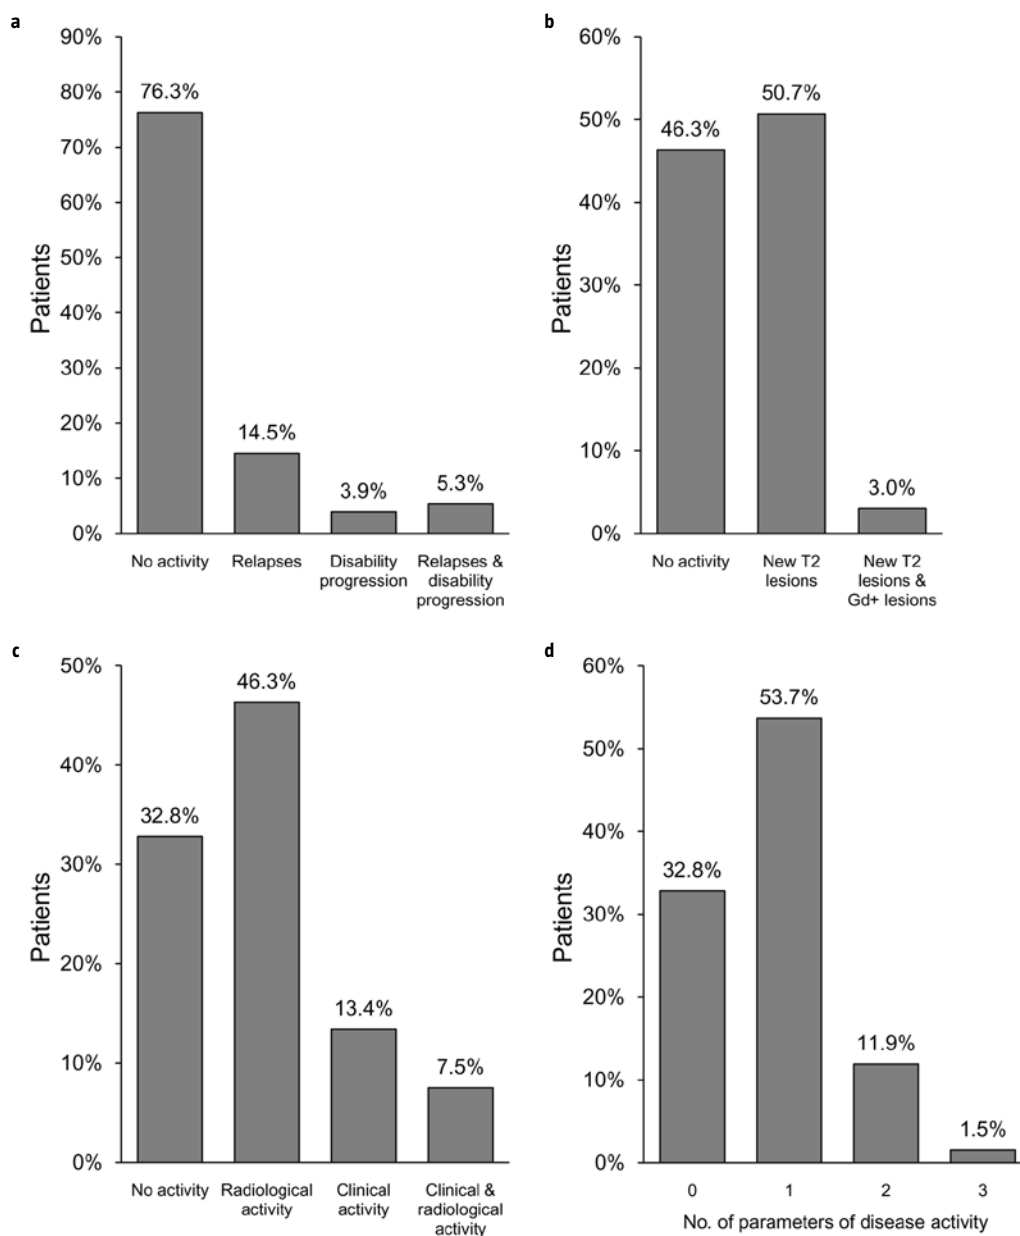 a
90%
80%
70%
60%
50%
40%
30%
20%
10%
0%
Patients
76.3%
14.5%
3.9%
5.3%
No activity
Relapses
Disability
progression
Relapses &
disability
progression
b
60%
50%
40%
30%
20%
10%
0%
Patients
46.3%
50.7%
3.0%
No activity
New T2
lesions
New T2
lesions &
Gd+ lesions
c
50%
40%
30%
20%
10%
0%
Patients
32.8%
46.3%
13.4%
7.5%
No activity
Radiological
activity
Clinical
activity
Clinical &
radiological
activity
d
60%
50%
40%
30%
20%
10%
0%
Patients
32.8%
53.7%
11.9%
1.5%
0
1
2
3
No. of parameters of disease activity